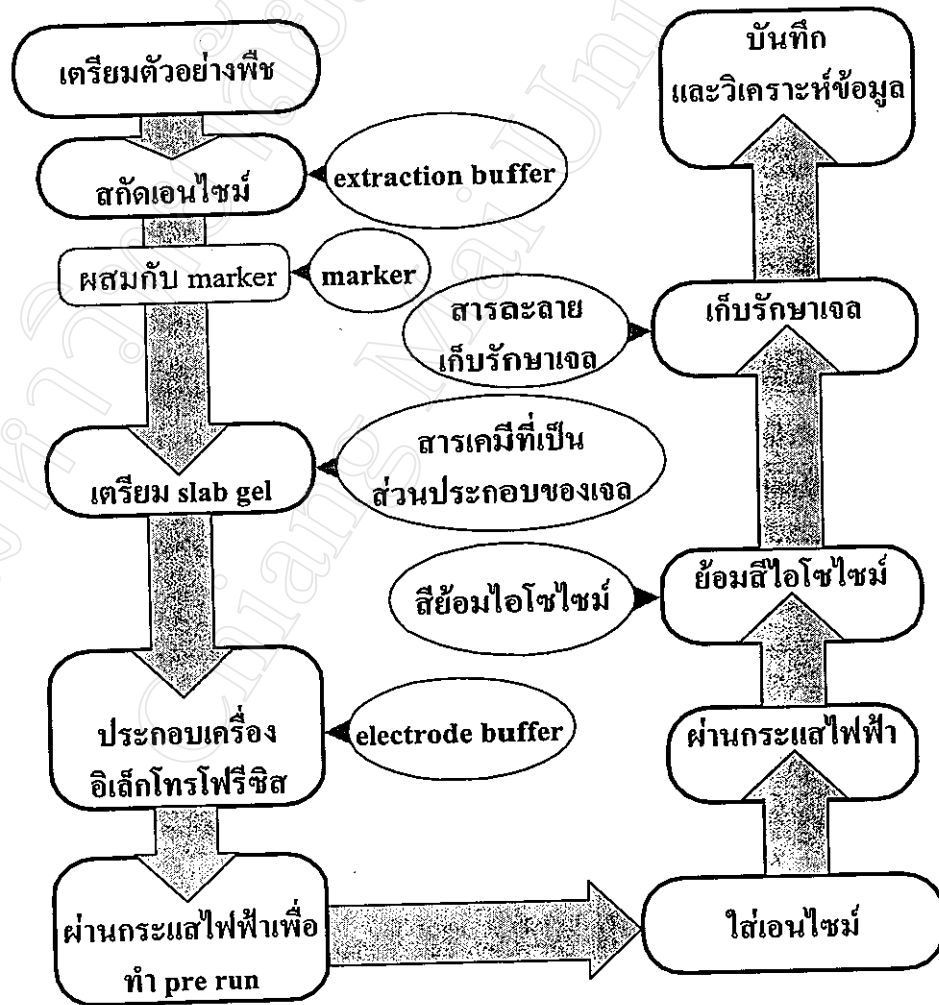 เตรียมตัวอย่างพืช
สกัดเอนไซม์
extraction buffer
ผสมกับ marker
marker
เตรียม slab gel
สารเคมีที่เป็น
ส่วนประกอบของเจล
ประกอบเครื่อง
อิเล็กโทรโฟรีซิส
electrode buffer
ผ่านกระแสไฟฟ้าเพื่อ
ทำ pre run
ใส่เอนไซม์
ผ่านกระแสไฟฟ้า
ย้อมสีไอโซไซม์
สีย้อมไอโซไซม์
เก็บรักษาเจล
สารละลาย
เก็บรักษาเจล
บันทึก
และวิเคราะห์ข้อมูล
Chiang Mai Uni